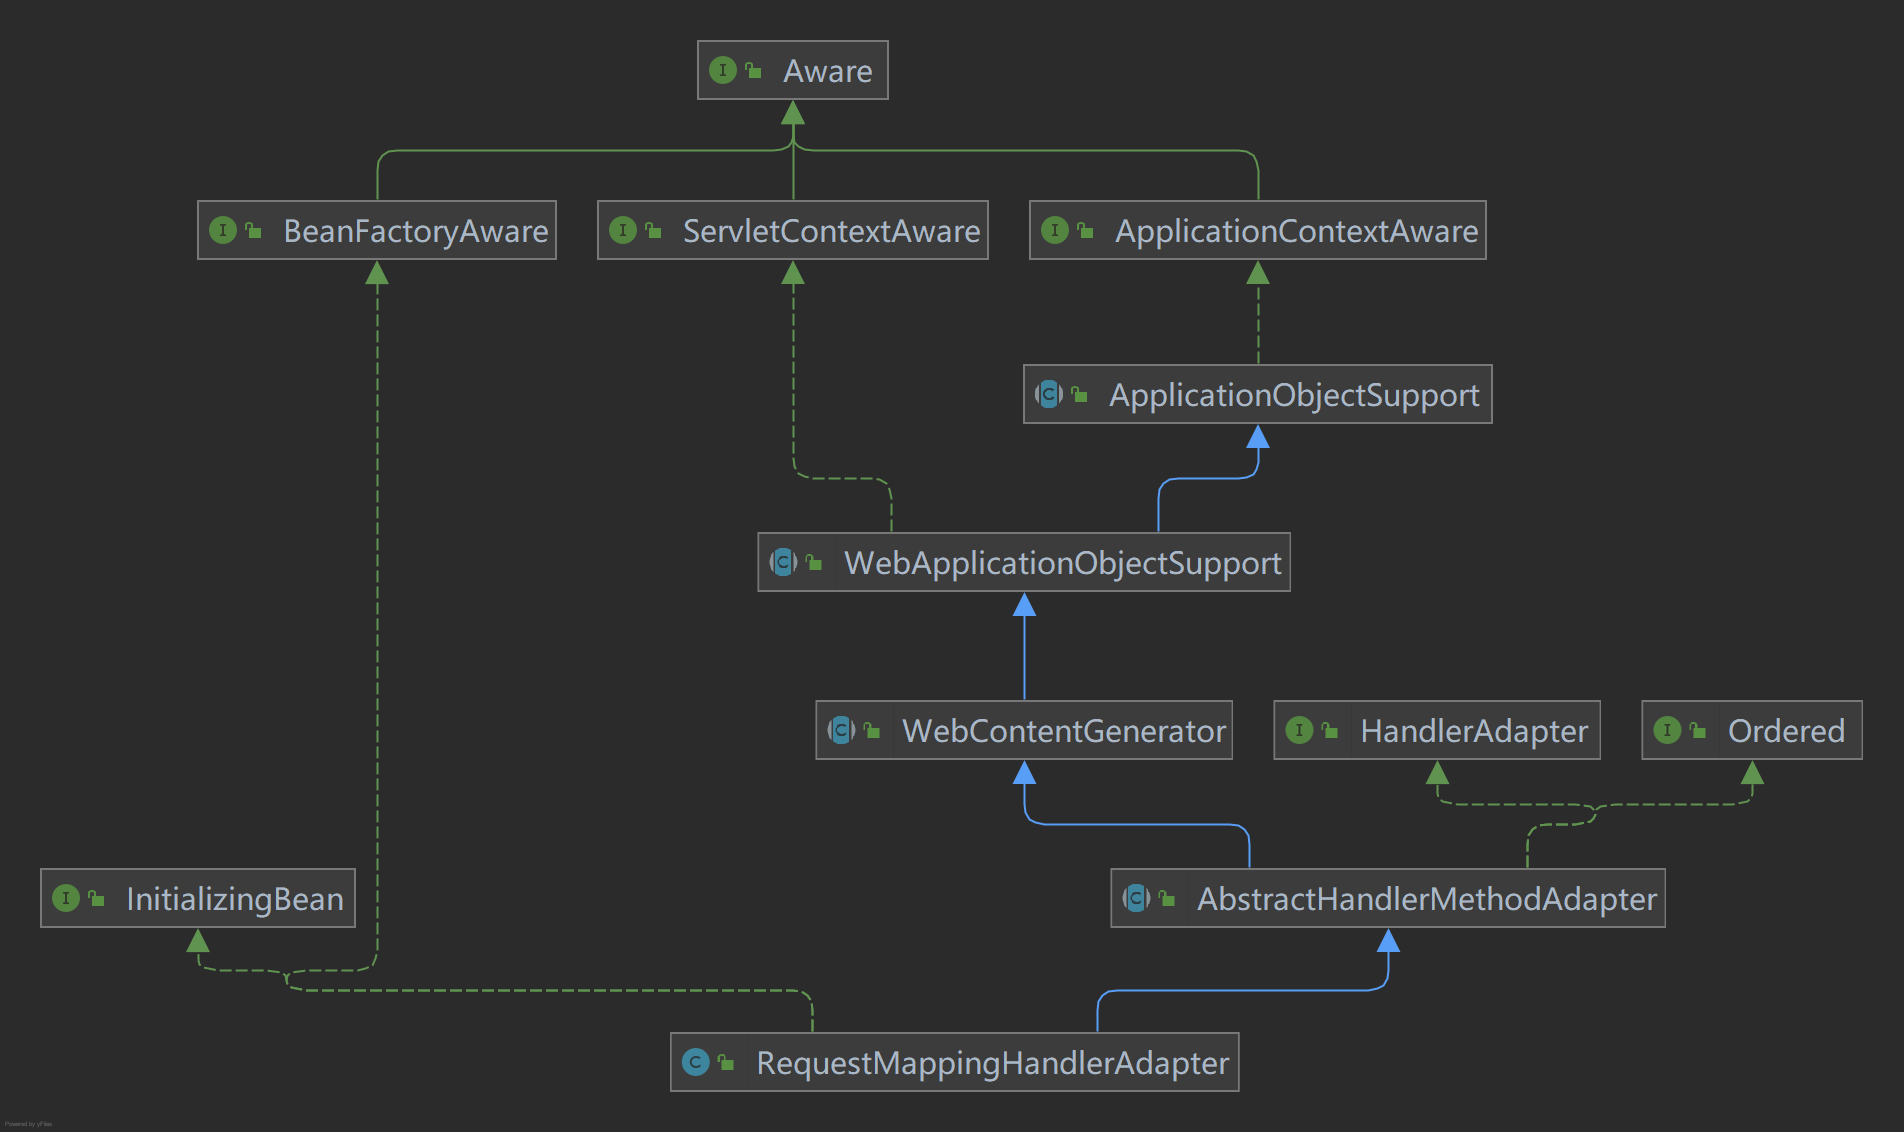 Aware
BeanFactoryAware
ServletContextAware
ApplicationContextAware
ApplicationObjectSupport
WebApplicationObjectSupport
WebContentGenerator
HandlerAdapter
Ordered
InitializingBean
AbstractHandlerMethodAdapter
RequestMappingHandlerAdapter
Powered by yFiles